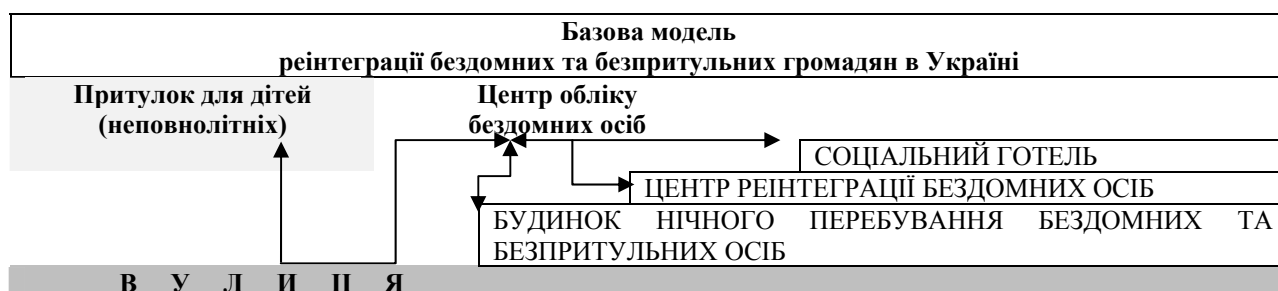 Базова модель
реінтеграції бездомних та безпритульних громадян в Україні
Притулок для дітей
(неповнолітніх)
Центр обліку
бездомних осіб
СОЦІАЛЬНИЙ ГОТЕЛЬ
ЦЕНТР РЕІНТЕГРАЦІЇ БЕЗДОМНИХ ОСІБ
БУДИНОК НІЧНОГО ПЕРЕБУВАННЯ БЕЗДОМНИХ ТА
БЕЗПРИТУЛЬНИХ ОСІБ
В У Л И Ц Я